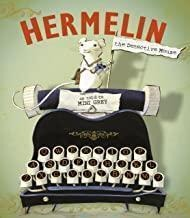 HERMELIN
the Detective Mouse
as told to
MINI GREY